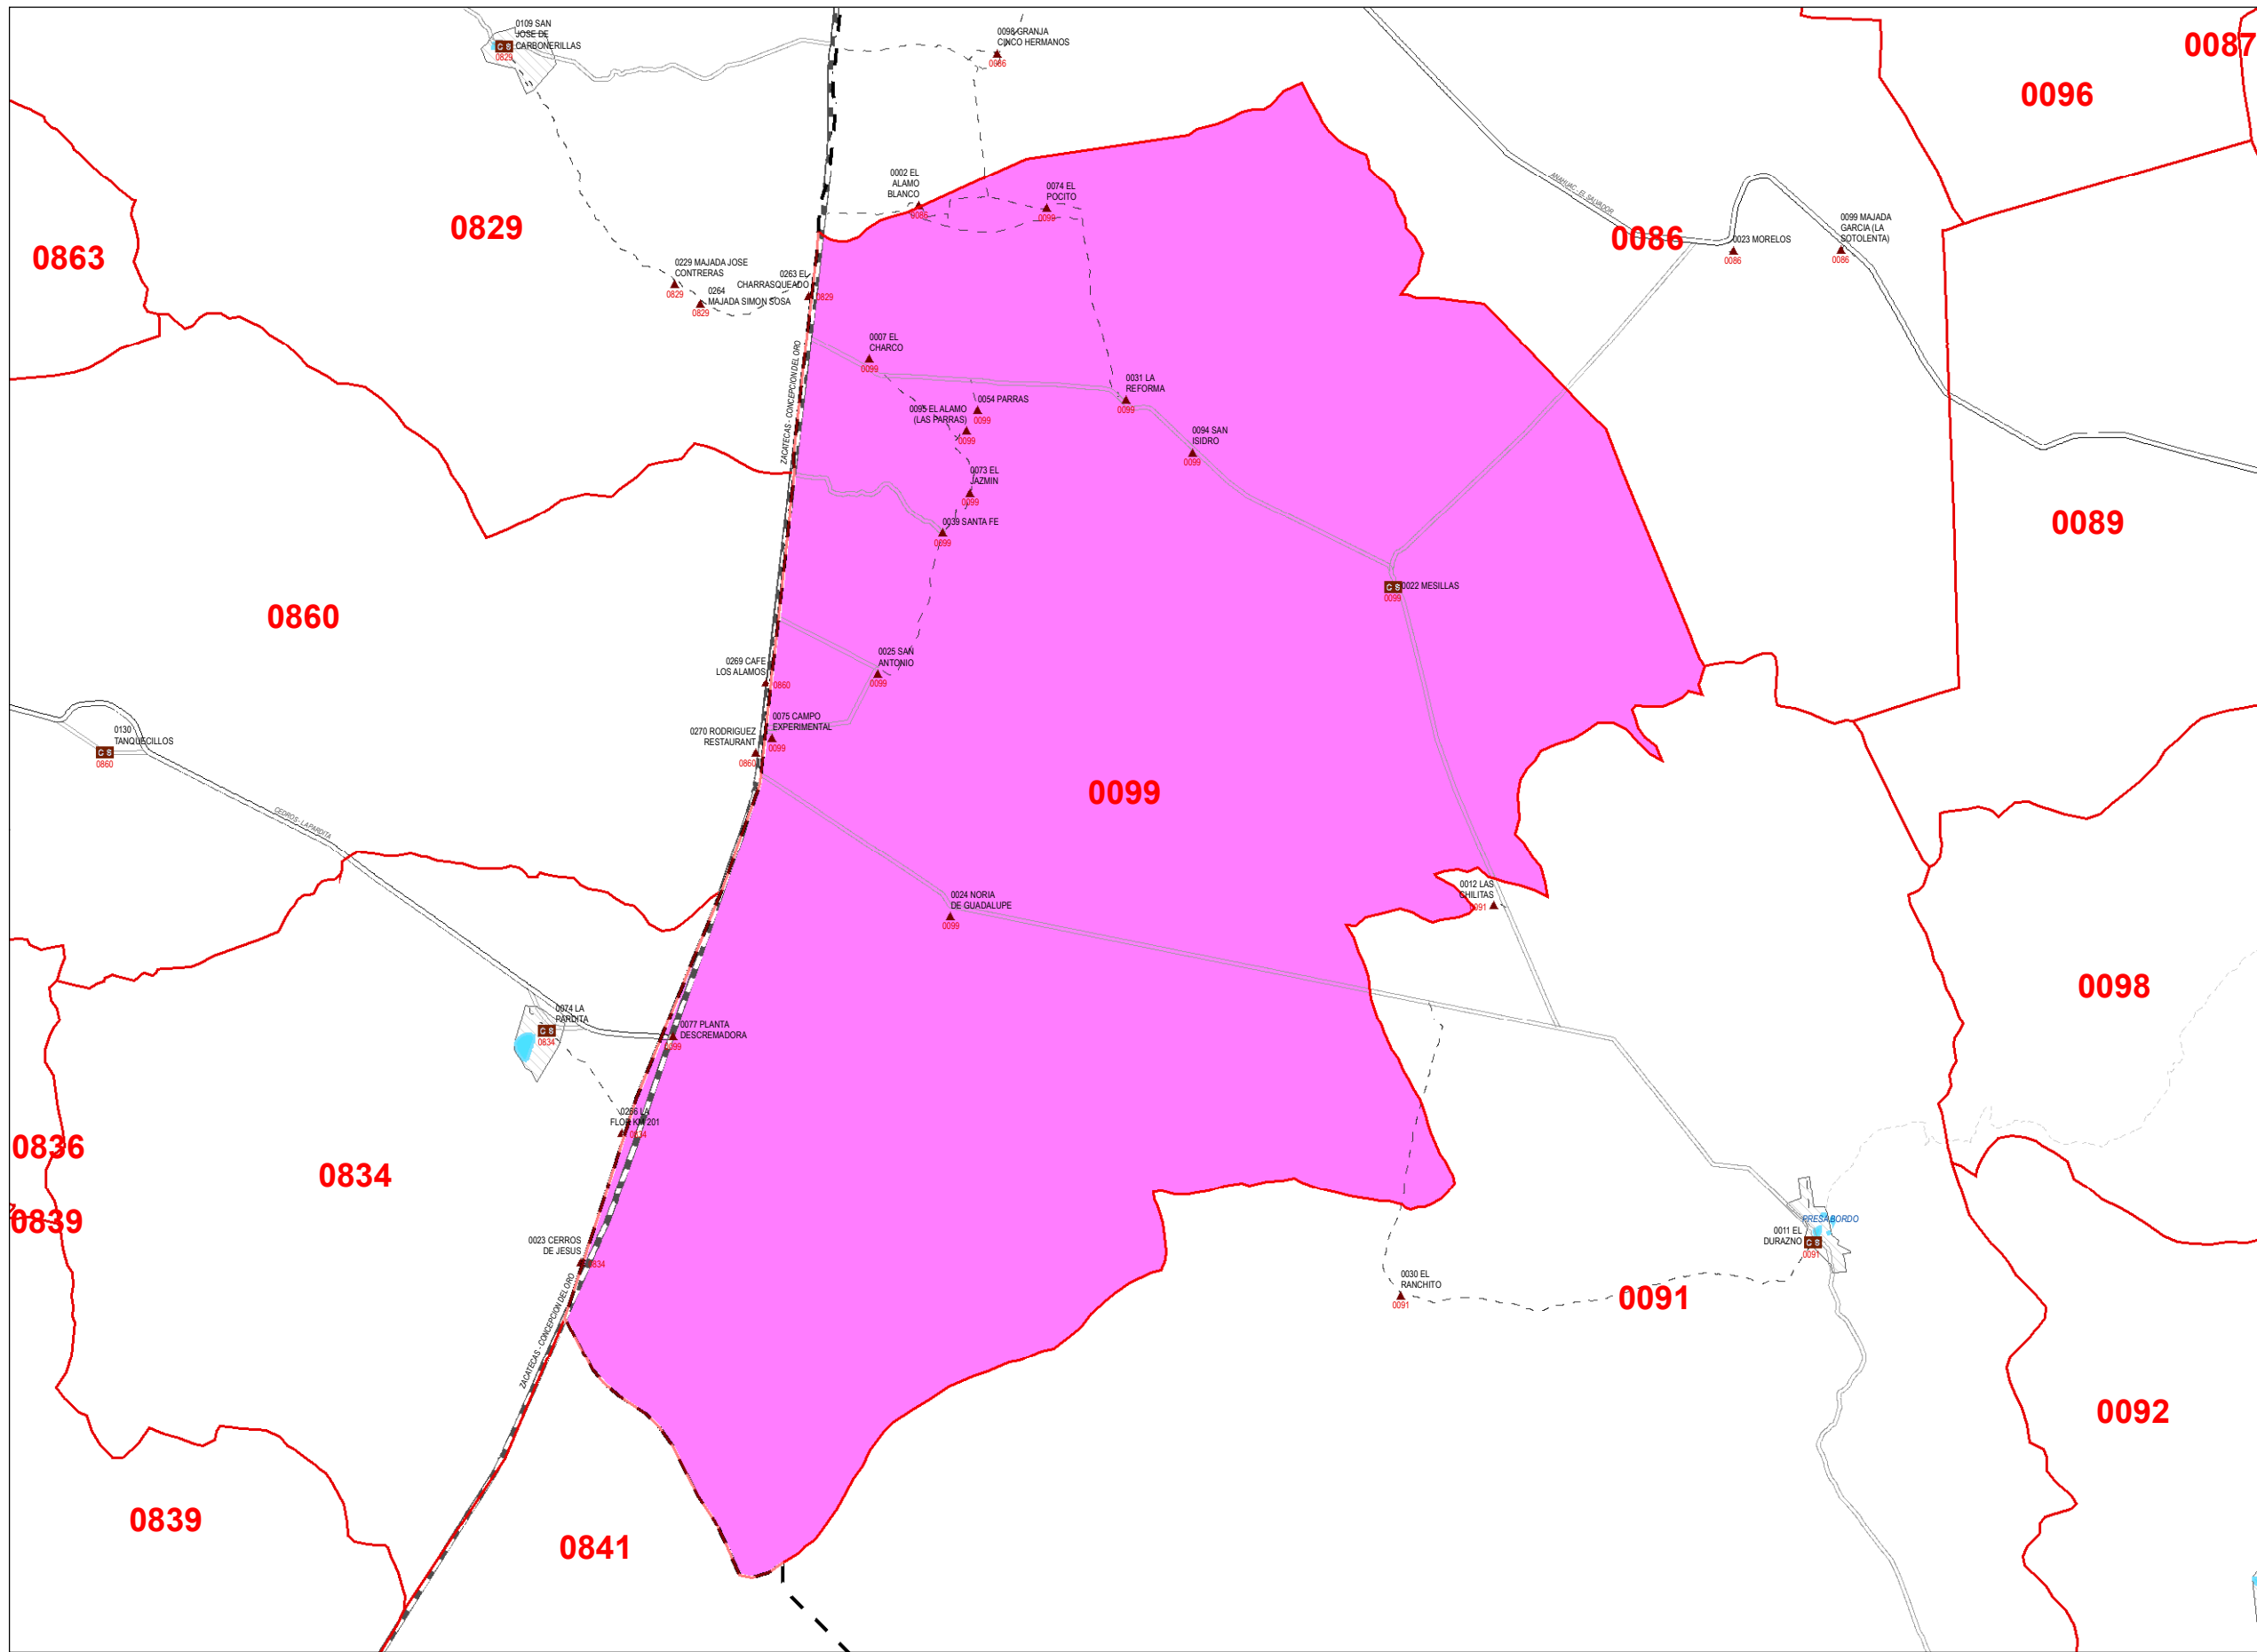 0109 SAN
JOSE DE
CARBONERILLAS
C S
0829
0098 GRANJA
CINCO HERMANOS
0086
0087
0096
0863
0829
0002 EL
ALAMO
BLANCO
0086
0074 EL
POCITO
0099
ANAHUAC - EL SALVADOR
0086
0023 MORELOS
0086
0099 MAJADA
GARCIA (LA
SOTOLENTA)
0086
0229 MAJADA JOSE
CONTRERAS
0829
0264
MAJADA SIMON SOSA
0829
0263 EL
CHARRASQUEADO
0829
ZACATECAS - CONCEPCION DEL ORO
0007 EL
CHARCO
0099
0031 LA
REFORMA
0099
0054 PARRAS
0099
0095 EL ALAMO
(LAS PARRAS)
0099
0094 SAN
ISIDRO
0099
0073 EL
JAZMIN
0099
0039 SANTA FE
0099
0089
0022 MESILLAS
C S
0099
0860
0025 SAN
ANTONIO
0099
0269 CAFE
LOS ALAMOS
0860
0075 CAMPO
EXPERIMENTAL
0099
0270 RODRIGUEZ
RESTAURANT
0860
0130
TANQUECILLOS
C S
0860
CEDROS - LA PARDITA
0099
0024 NORIA
DE GUADALUPE
0099
0012 LAS
CHILITAS
0091
0098
0074 LA
PARDITA
C S
0834
0077 PLANTA
DESCREMADORA
0099
0266 LA
FLOR KM 201
0834
0836
0834
0839
0023 CERROS
DE JESUS
0834
ZACATECAS - CONCEPCION DEL ORO
PRESA BORDO
0011 EL
DURAZNO
C S
0091
0030 EL
RANCHITO
0091
0091
0092
0839
0841